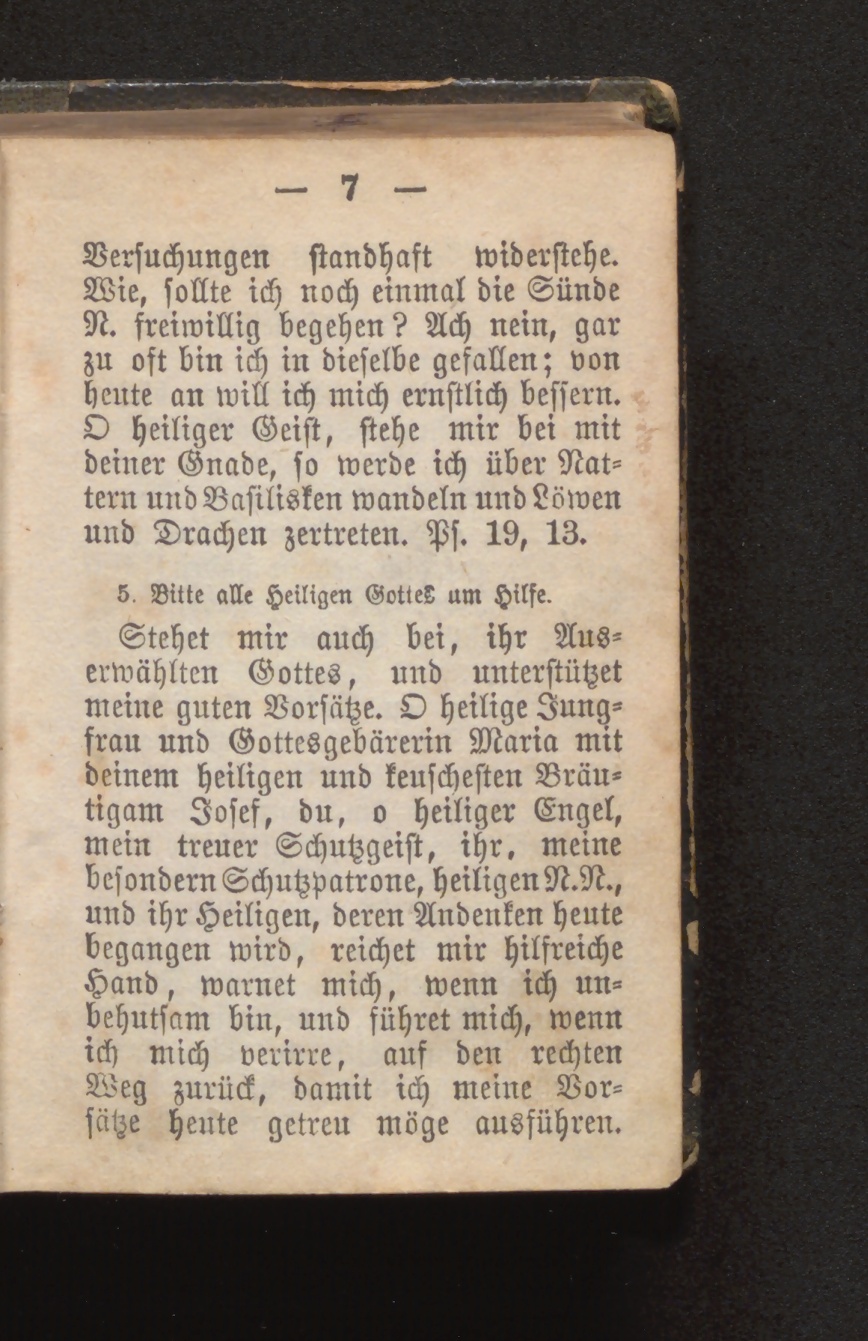 — 7 —
Versuchungen standhaft widerstehe.
Wie, sollte ich noch einmal die Sünde
N. freiwillig begehen? Ach nein, gar
zu oft bin ich in dieselbe gefallen; von
heute an will ich mich ernstlich bessern.
O heiliger Geist, stehe mir bei mit
deiner Gnade, so werde ich über Nat-
tern und Basilisken wandeln und Löwen
und Drachen zertreten. Ps. 19, 13.
5. Bitte alle Heiligen Gottes um Hilfe.
Stehet mir auch bei, ihr Aus-
erwählten Gottes, und unterstützet
meine guten Vorsätze. O heilige Jung-
frau und Gottesgebärerin Maria mit
deinem heiligen und keuschesten Bräu-
tigam Josef, du, o heiliger Engel,
mein treuer Schutzgeist, ihr, meine
besondern Schutzpatrone, heiligen N.N.,
und ihr Heiligen, deren Andenken heute
begangen wird, reichet mir hilfreiche
Hand, warnet mich, wenn ich un-
behutsam bin, und führet mich, wenn
ich mich verirre, auf den rechten
Weg zurück, damit ich meine Vor-
sätze heute getreu möge ausführen.